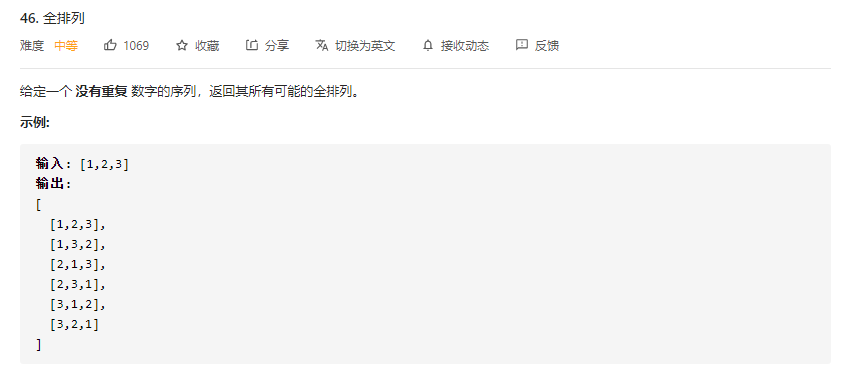 46. 全排列
难度 中等 1069 收藏 分享 切换为英文 接收动态 反馈
给定一个 没有重复 数字的序列，返回其所有可能的全排列。
示例:
输入: [1,2,3]
输出:
[
  [1,2,3],
  [1,3,2],
  [2,1,3],
  [2,3,1],
  [3,1,2],
  [3,2,1]
]